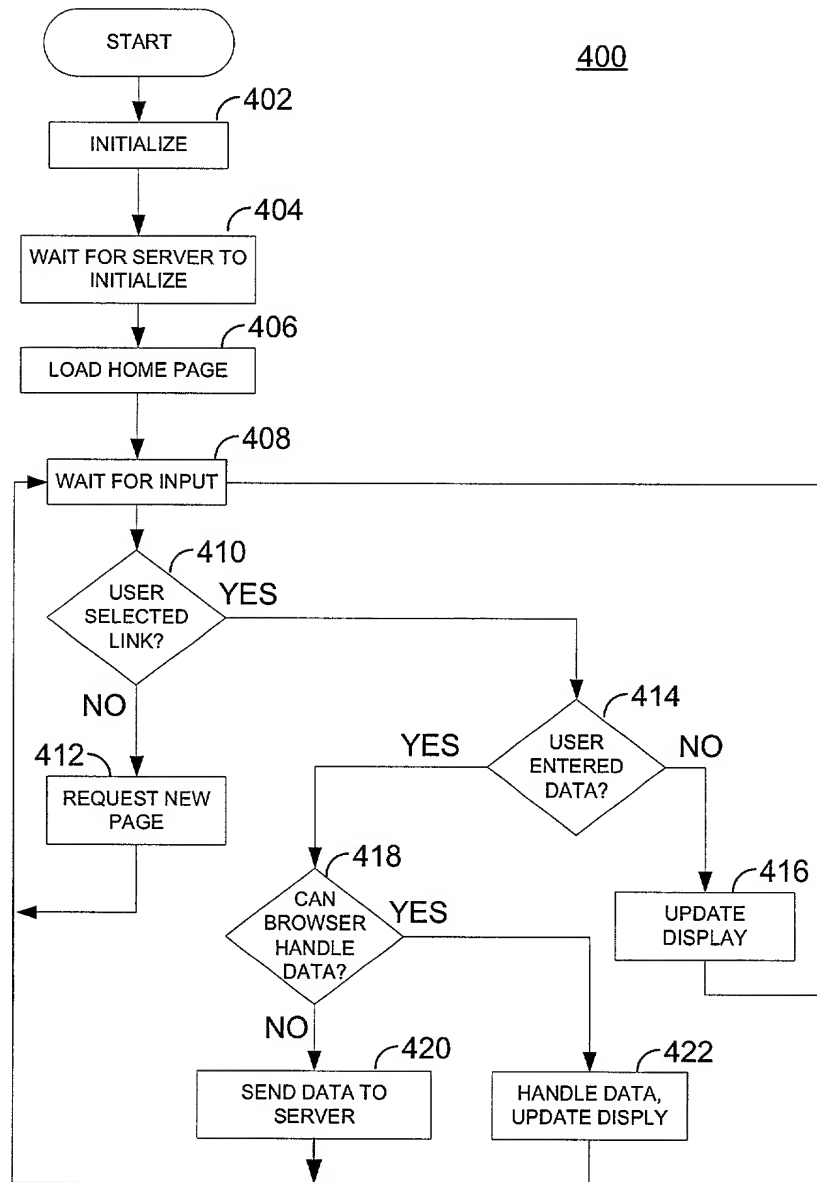 START
400
402
INITIALIZE
404
WAIT FOR SERVER TO
INITIALIZE
406
LOAD HOME PAGE
408
WAIT FOR INPUT
410
USER
SELECTED
LINK?
YES
NO
412
REQUEST NEW
PAGE
414
USER
ENTERED
DATA?
YES
NO
416
UPDATE
DISPLAY
418
CAN
BROWSER
HANDLE
DATA?
YES
NO
420
SEND DATA TO
SERVER
422
HANDLE DATA,
UPDATE DISPLY